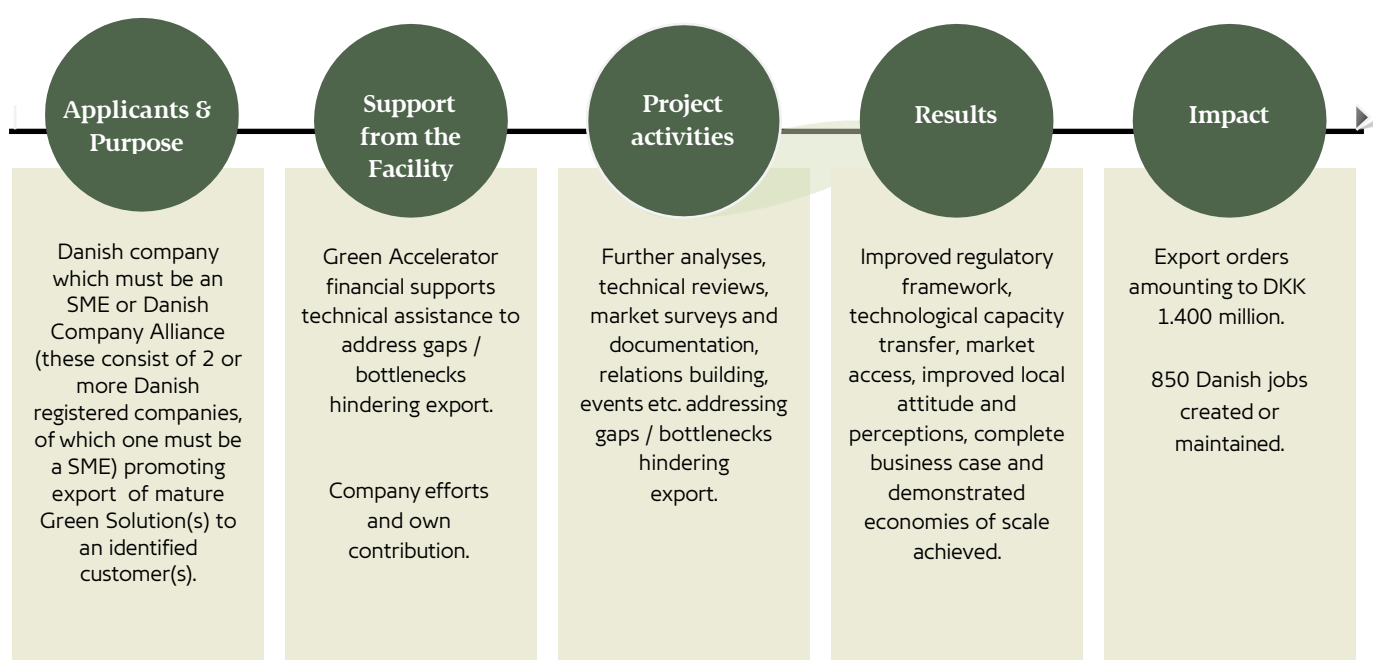 Applicants &
Purpose
Danish company
which must be an
SME or Danish
Company Alliance
(these consist of 2 or
more Danish
registered companies,
of which one must be
a SME) promoting
export of mature
Green Solution(s) to
an identified
customer(s).
Support
from the
Facility
Green Accelerator
financial supports
technical assistance to
address gaps /
bottlenecks
hindering export.
Company efforts
and own
contribution.
Project
activities
Further analyses,
technical reviews,
market surveys and
documentation,
relations building,
events etc. addressing
gaps / bottlenecks
hindering
export.
Results
Improved regulatory
framework,
technological capacity
transfer, market
access, improved local
attitude and
perceptions, complete
business case and
demonstrated
economies of scale
achieved.
Impact
Export orders
amounting to DKK
1.400 million.
850 Danish jobs
created or
maintained.